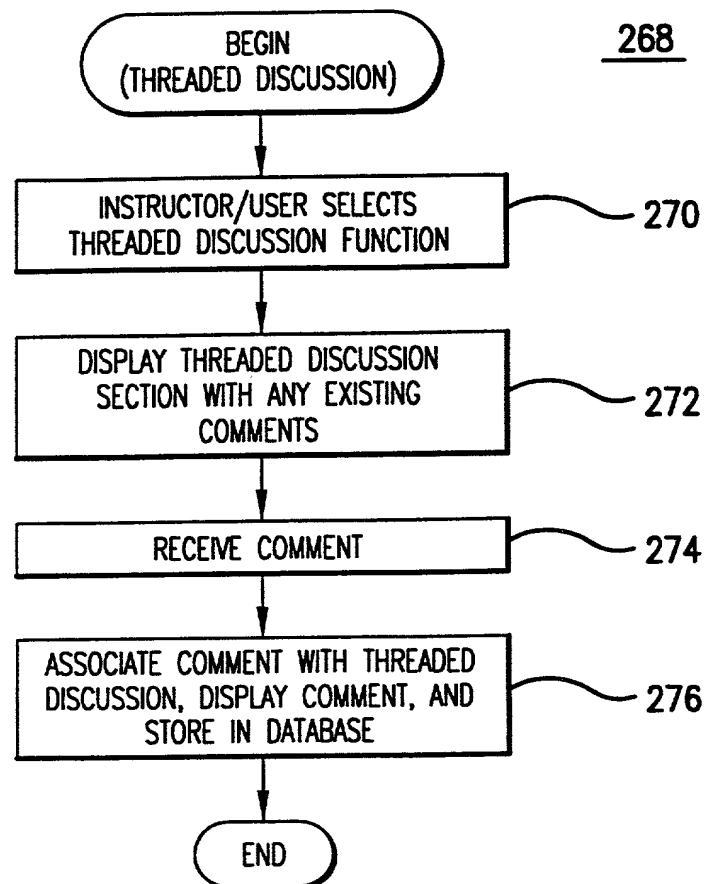 BEGIN
(THREADED DISCUSSION)
268
INSTRUCTOR/USER SELECTS
THREADED DISCUSSION FUNCTION
270
DISPLAY THREADED DISCUSSION
SECTION WITH ANY EXISTING
COMMENTS
272
RECEIVE COMMENT
274
ASSOCIATE COMMENT WITH THREADED
DISCUSSION, DISPLAY COMMENT, AND
STORE IN DATABASE
276
END